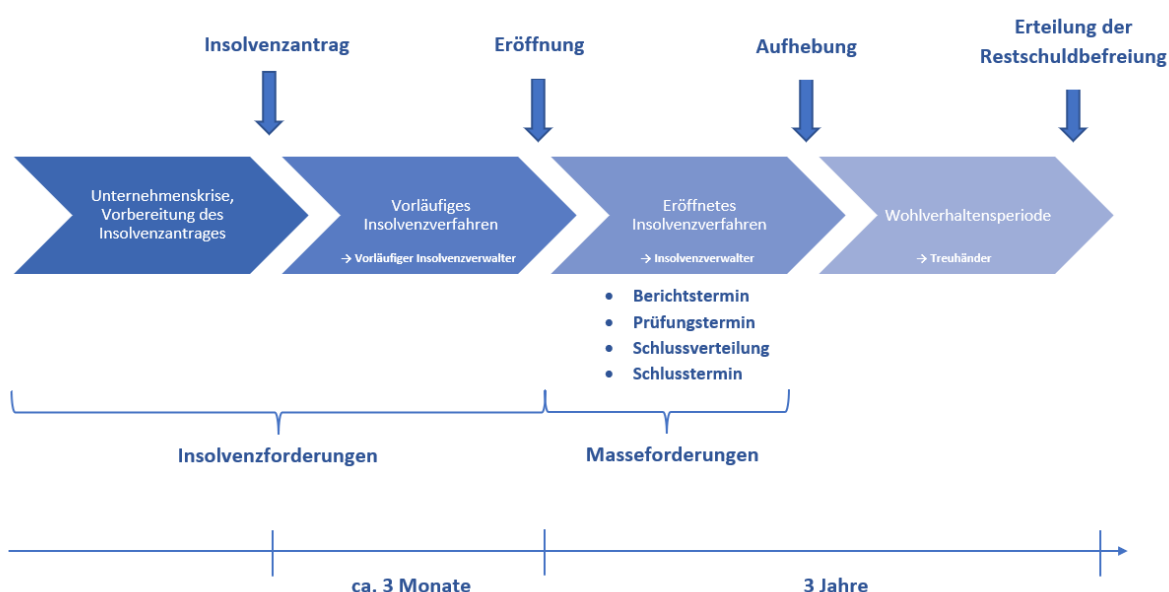 Insolvenzantrag
Eröffnung
Aufhebung
Erteilung der
Restschuldbefreiung
Unternehmenskrise,
Vorbereitung des
Insolvenzantrages
Vorläufiges
Insolvenzverfahren
→ Vorläufiger Insolvenzverwalter
Eröffnetes
Insolvenzverfahren
→ Insolvenzverwalter
Wohlverhaltensperiode
→ Treuhänder
• Berichtstermin
• Prüfungstermin
• Schlussverteilung
• Schlusstermin
Insolvenzforderungen
Masseforderungen
ca. 3 Monate
3 Jahre